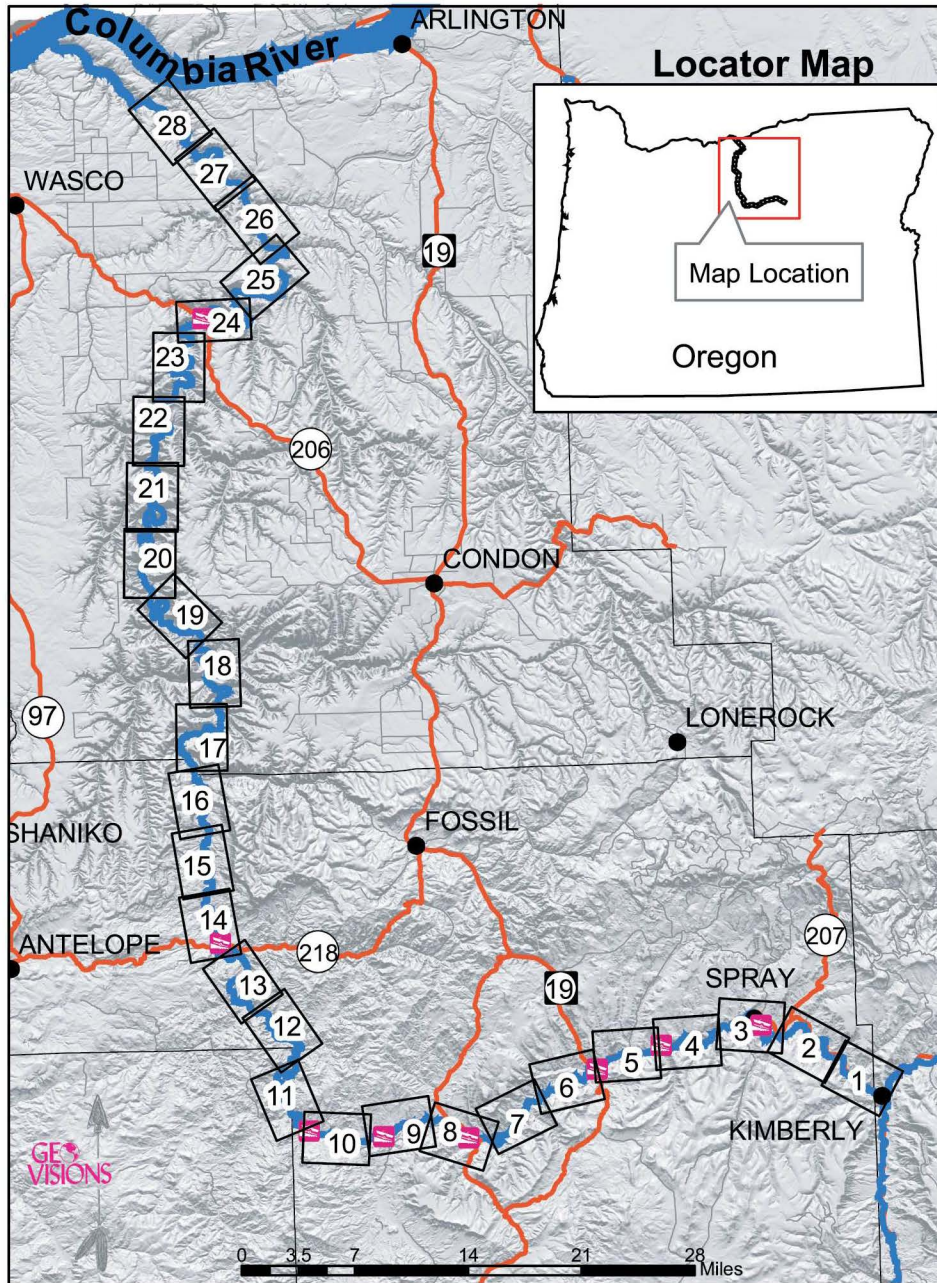 ARLINGTON
Columbia River
Locator Map
28
27
WASCO
26
19
Map Location
25
24
Oregon
23
22
206
21
20
CONDON
19
18
97
17
LONEROCK
16
SHANIKO
FOSSIL
15
14
ANTELOPE
218
207
13
19
SPRAY
12
3
2
4
5
1
6
11
KIMBERLY
7
10
9
8
GEO
VISIONS
0 3.5 7 14 21 28
Miles